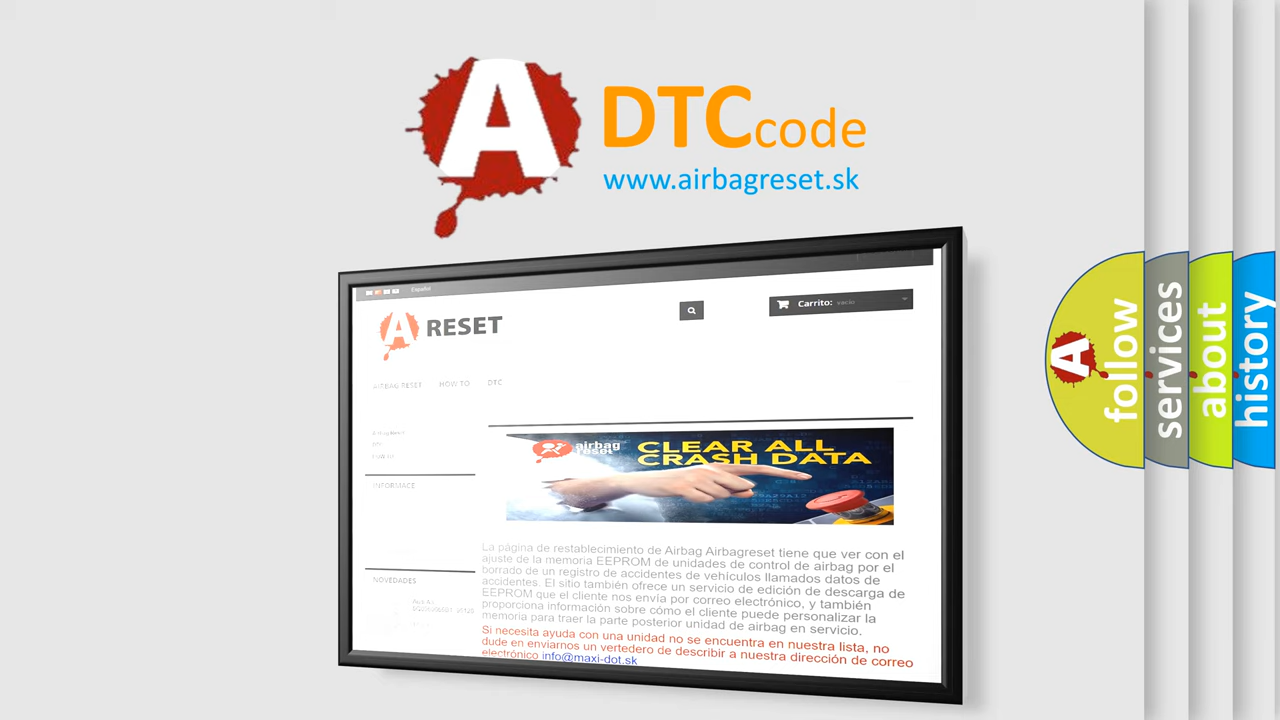 A DTCcode
www.airbagreset.sk
Español
A RESET
Carrito: vacío
AIRBAG RESET HOW TO DTC
INFORMACE
NOVEDADES
airbag
reset
CLEAR ALL
CRASH DATA
La página de restablecimiento de Airbag Airbagreset tiene que ver con el
ajuste de la memoria EEPROM de unidades de control de airbag por el
borrado de un registro de accidentes de vehículos llamados datos de
accidentes. El sitio también ofrece un servicio de edición de descarga de
EEPROM que el cliente nos envía por correo electrónico, y también
proporciona información sobre cómo el cliente puede personalizar la
memoria para traer la parte posterior unidad de airbag en servicio.
Si necesita ayuda con una unidad no se encuentra en nuestra lista, no
dude en enviarnos un vertedero de describir a nuestra dirección de correo
electrónico info@maxi-dot.sk
A follow
services
about
history